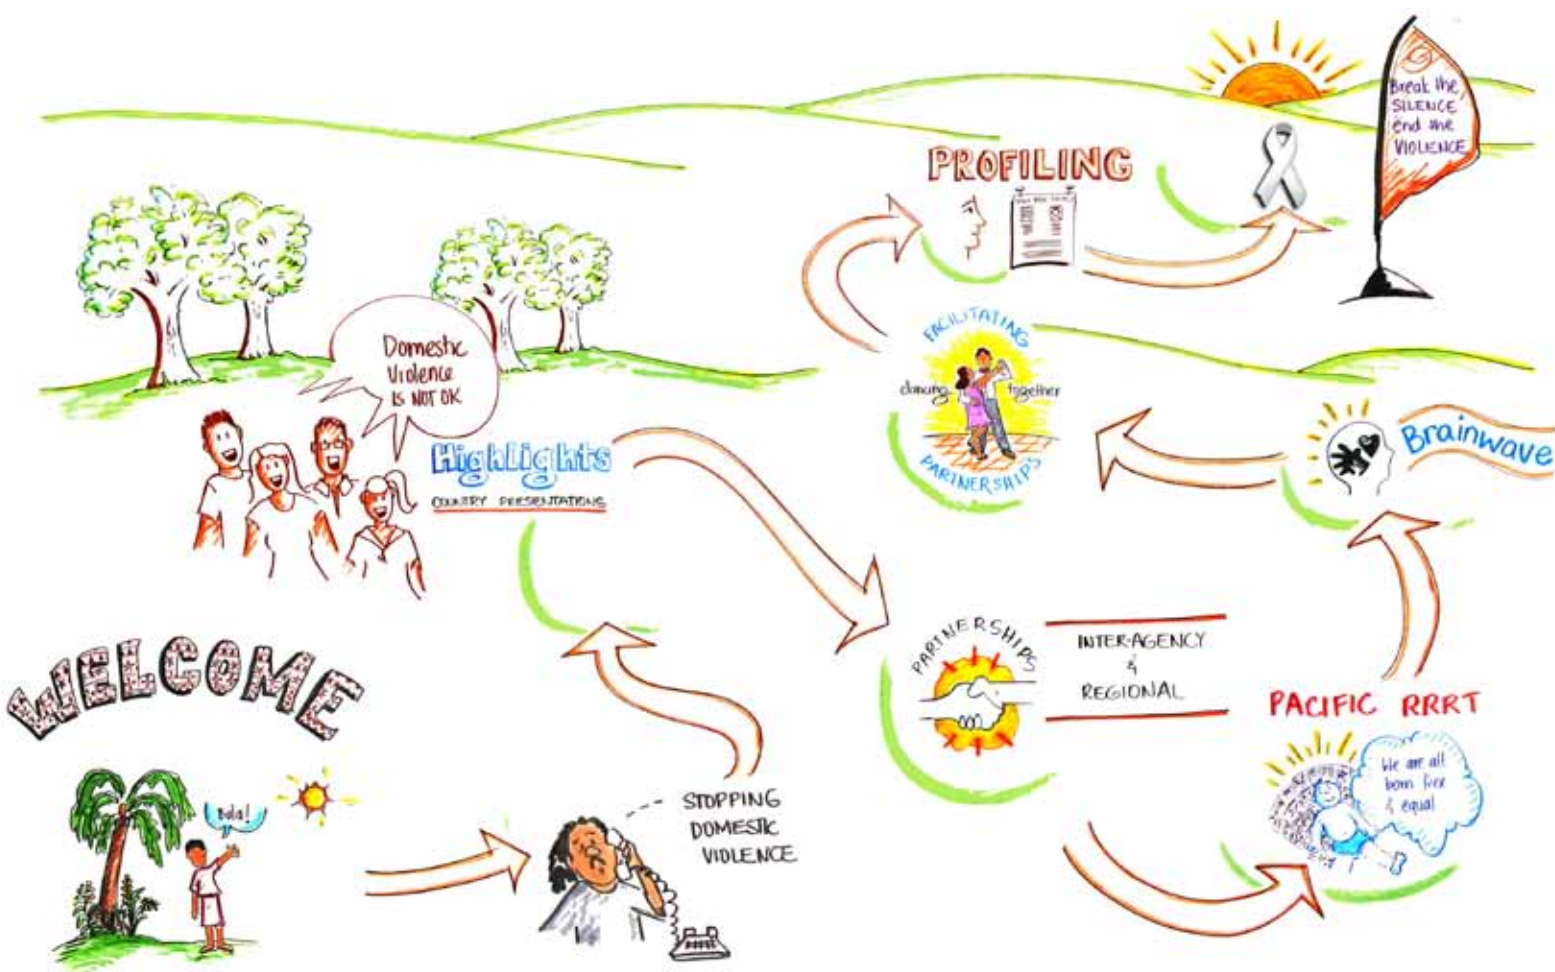 WELCOME
Bula!
STOPPING
DOMESTIC
VIOLENCE
Domestic
Violence
IS NOT OK
HighLights
COUNTRY PRESENTATIONS
PARTNERSHIPS
INTER-AGENCY
&
REGIONAL
PACIFIC RRRT
We are all
born free
& equal
Brainwave
FACILITATING
dancing together
PARTNERSHIPS
PROFILING
Break the
SILENCE
end the
VIOLENCE